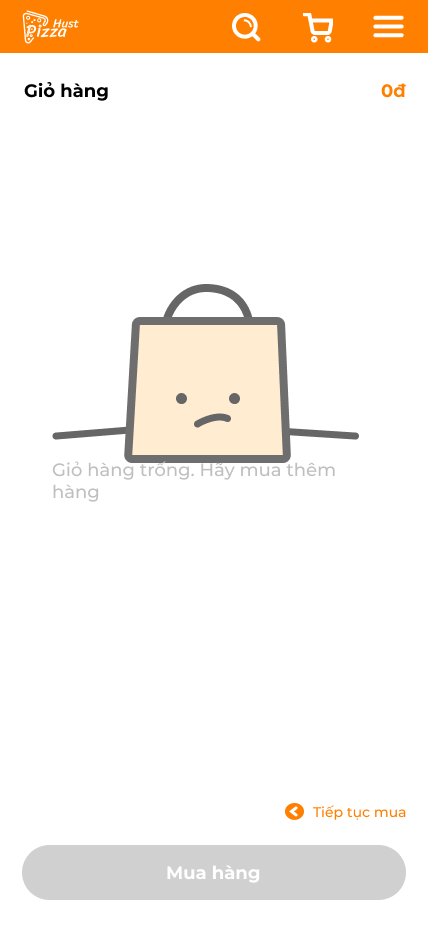 Hust
Pizza
Giỏ hàng
0đ
Giỏ hàng trống. Hãy mua thêm
hàng
Tiếp tục mua
Mua hàng